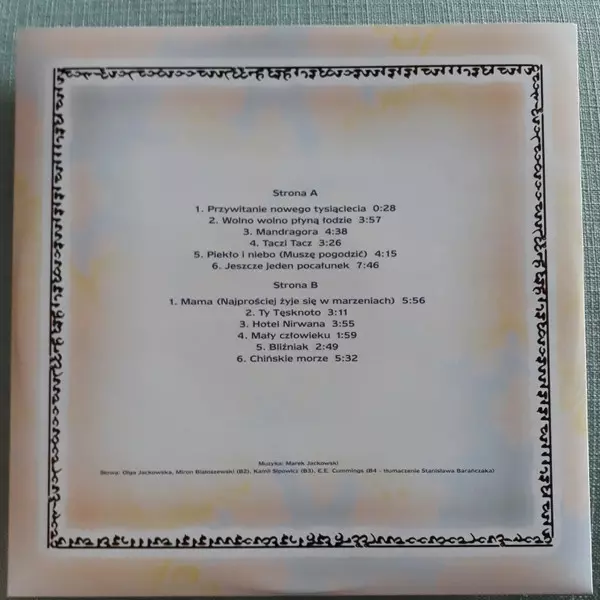 Strona A
1. Przywitanie nowego tysiąclecia 0:28
2. Wolno wolno płyną łodzie 3:57
3. Mandragora 4:38
4. Taczi Tacz 3:26
5. Piekło i niebo (Muszę pogodzić) 4:15
6. Jeszcze jeden pocałunek 7:46
Strona B
1. Mama (Najprościej żyje się w marzeniach) 5:56
2. Ty Tęsknoto 3:11
3. Hotel Nirwana 3:55
4. Mały człowieku 1:59
5. Bliźniak 2:49
6. Chińskie morze 5:32
Muzyka: Marek Jackowski
Słowa: Olga Jackowska, Miron Białoszewski (B2), Kamil Sipowicz (B3), E.E. Cummings (B4 - tłumaczenie Stanisława Barańczaka)